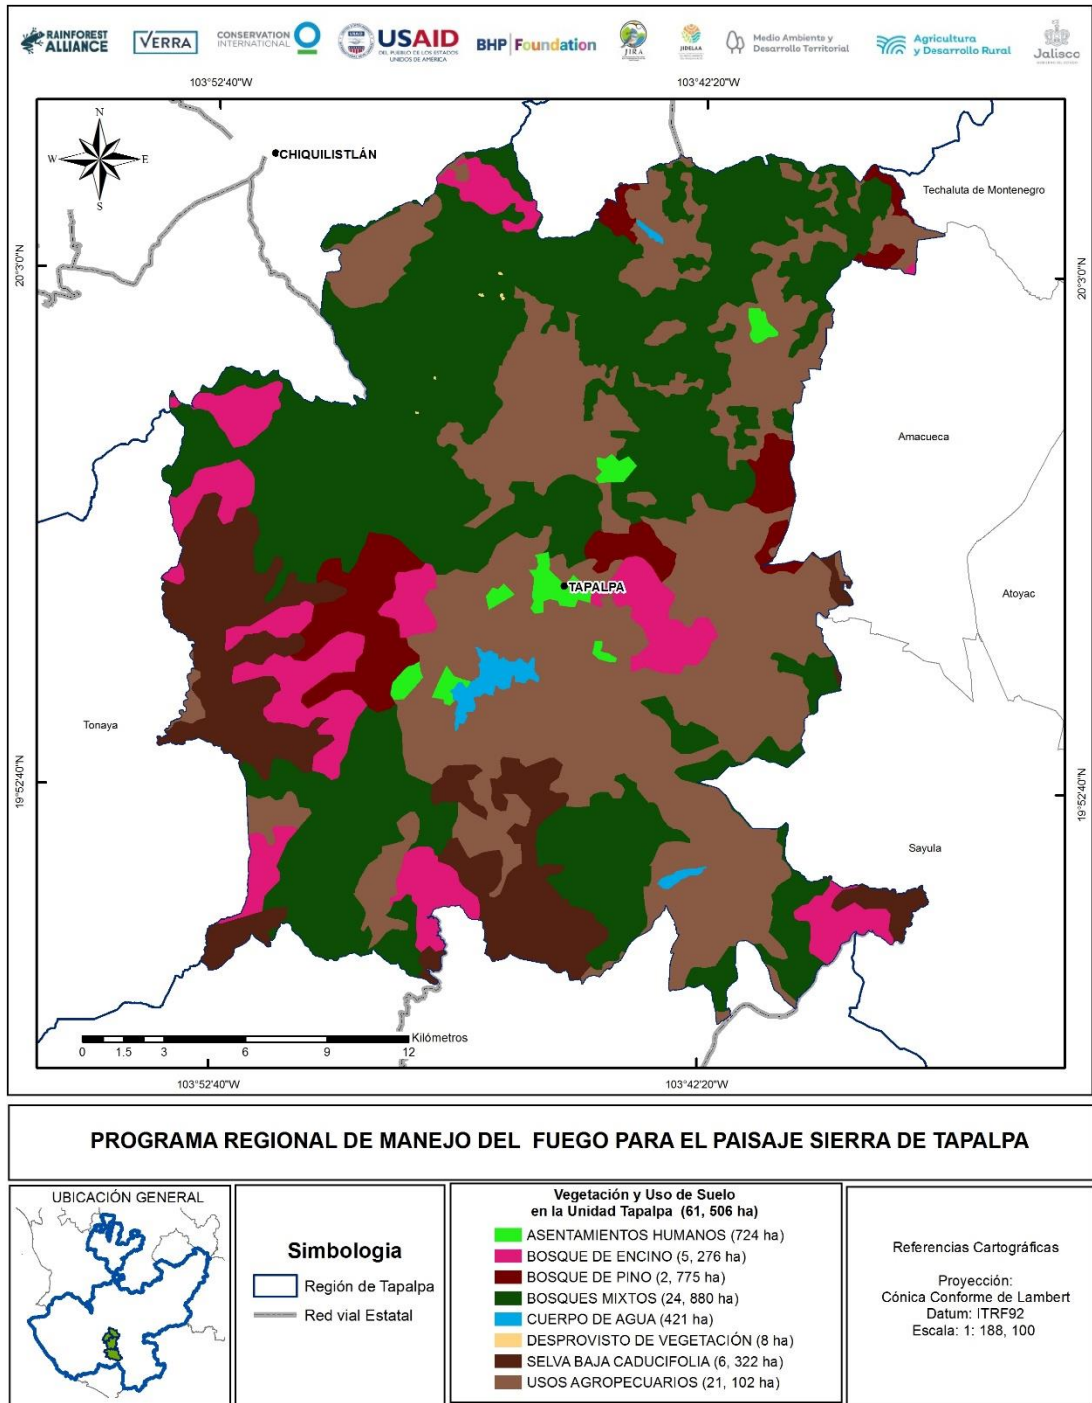 RAINFOREST
ALLIANCE
VERRA
CONSERVATION
INTERNATIONAL
USAID
DEL PUEBLO DE LOS ESTADOS
UNIDOS DE AMÉRICA
BHP | Foundation
JIRA
JIDELAA
Medio Ambiente y
Desarrollo Territorial
Agricultura
y Desarrollo Rural
Jalisco
103°52'40"W
103°42'20"W
N
W
E
S
CHIQUILISTLÁN
Techaluta de Montenegro
20°3'0"N
20°3'0"N
Amacueca
TAPALPA
Atoyac
Tonaya
19°52'40"N
19°52'40"N
Sayula
Kilómetros
0 1.5 3 6 9 12
103°52'40"W
103°42'20"W
PROGRAMA REGIONAL DE MANEJO DEL FUEGO PARA EL PAISAJE SIERRA DE TAPALPA
UBICACIÓN GENERAL
Simbologia
Región de Tapalpa
Red vial Estatal
Vegetación y Uso de Suelo
en la Unidad Tapalpa (61, 506 ha)
ASENTAMIENTOS HUMANOS (724 ha)
BOSQUE DE ENCINO (5, 276 ha)
BOSQUE DE PINO (2, 775 ha)
BOSQUES MIXTOS (24, 880 ha)
CUERPO DE AGUA (421 ha)
DESPROVISTO DE VEGETACIÓN (8 ha)
SELVA BAJA CADUCIFOLIA (6, 322 ha)
USOS AGROPECUARIOS (21, 102 ha)
Referencias Cartográficas
Proyección:
Cónica Conforme de Lambert
Datum: ITRF92
Escala: 1: 188, 100